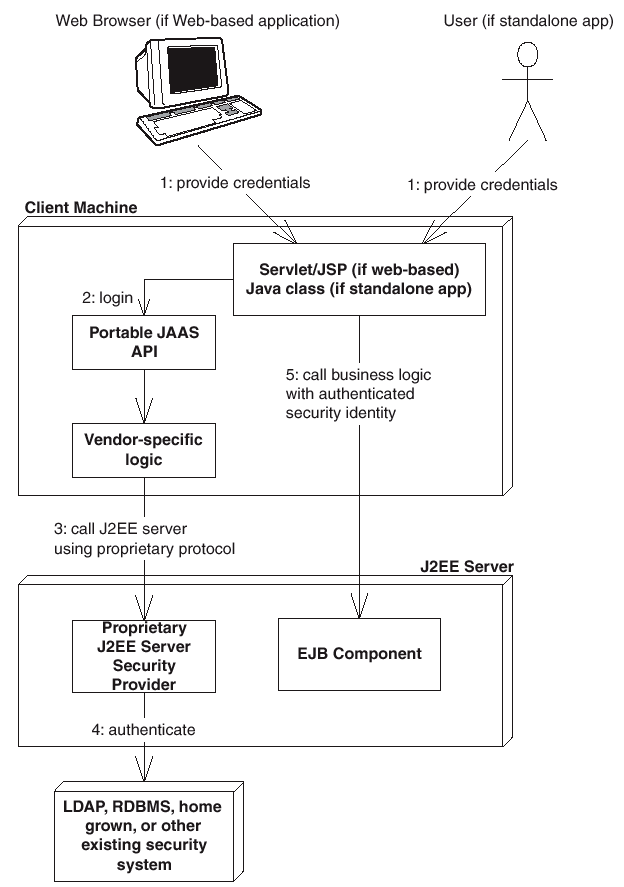 Web Browser (if Web-based application)
User (if standalone app)
1: provide credentials
1: provide credentials
Client Machine
Servlet/JSP (if web-based)
Java class (if standalone app)
2: login
Portable JAAS
API
5: call business logic
with authenticated
security identity
Vendor-specific
logic
3: call J2EE server
using proprietary protocol
J2EE Server
Proprietary
J2EE Server
Security
Provider
EJB Component
4: authenticate
LDAP, RDBMS, home
grown, or other
existing security
system